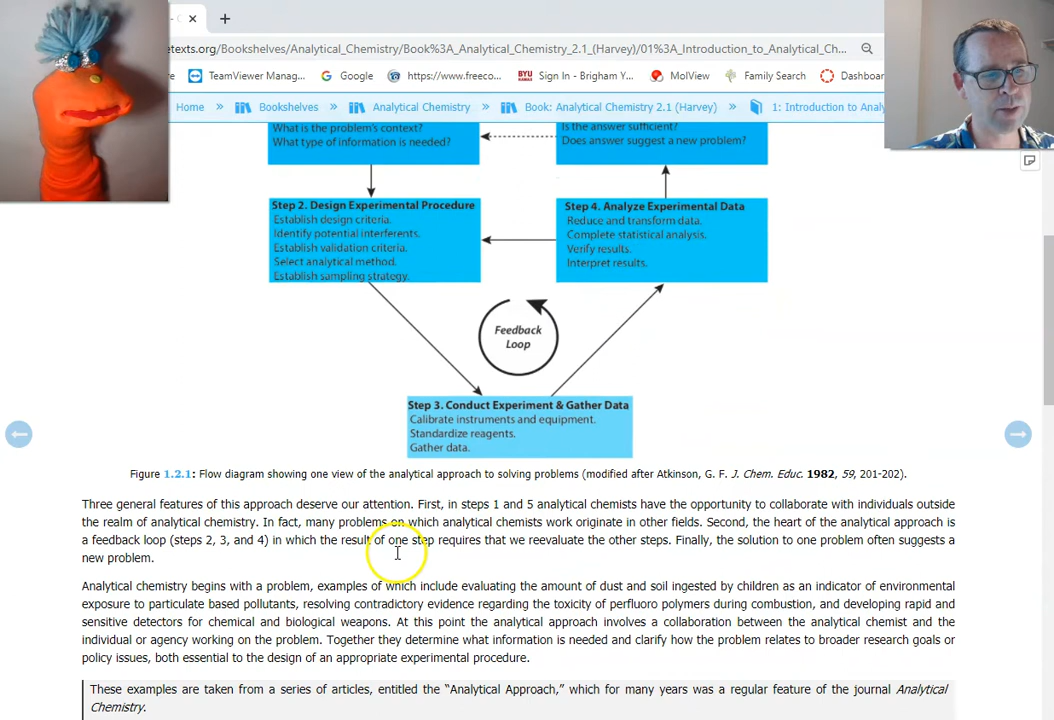 etexts.org/Bookshelves/Analytical_Chemistry/Book%3A_Analytical_Chemistry_2.1_(Harvey)/01%3A_Introduction_to_Analytical_Ch...
TeamViewer Manag...
Google
https://www.freeco...
BYU
Sign In - Brigham Y...
MolView
Family Search
Dashboar
Home » Bookshelves » Analytical Chemistry » Book: Analytical Chemistry 2.1 (Harvey) » 1: Introduction to Analy
What is the problem's context?
What type of information is needed?
Is the answer sufficient?
Does answer suggest a new problem?
Step 2. Design Experimental Procedure
Establish design criteria.
Identify potential interferents.
Establish validation criteria.
Select analytical method.
Establish sampling strategy.
Step 4. Analyze Experimental Data
Reduce and transform data.
Complete statistical analysis.
Verify results.
Interpret results.
Feedback
Loop
Step 3. Conduct Experiment & Gather Data
Calibrate instruments and equipment.
Standardize reagents.
Gather data.
Figure 1.2.1: Flow diagram showing one view of the analytical approach to solving problems (modified after Atkinson, G. F. J. Chem. Educ. 1982, 59, 201-202).
Three general features of this approach deserve our attention. First, in steps 1 and 5 analytical chemists have the opportunity to collaborate with individuals outside
the realm of analytical chemistry. In fact, many problems on which analytical chemists work originate in other fields. Second, the heart of the analytical approach is
a feedback loop (steps 2, 3, and 4) in which the result of one step requires that we reevaluate the other steps. Finally, the solution to one problem often suggests a
new problem.
Analytical chemistry begins with a problem, examples of which include evaluating the amount of dust and soil ingested by children as an indicator of environmental
exposure to particulate based pollutants, resolving contradictory evidence regarding the toxicity of perfluoro polymers during combustion, and developing rapid and
sensitive detectors for chemical and biological weapons. At this point the analytical approach involves a collaboration between the analytical chemist and the
individual or agency working on the problem. Together they determine what information is needed and clarify how the problem relates to broader research goals or
policy issues, both essential to the design of an appropriate experimental procedure.
These examples are taken from a series of articles, entitled the “Analytical Approach,” which for many years was a regular feature of the journal Analytical
Chemistry.